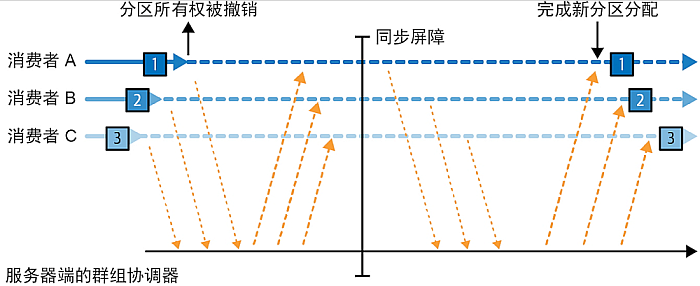 分区所有权被撤销
完成新分区分配
同步屏障
消费者 A
1
1
消费者 B
2
2
消费者 C
3
3
服务器端的群组协调器